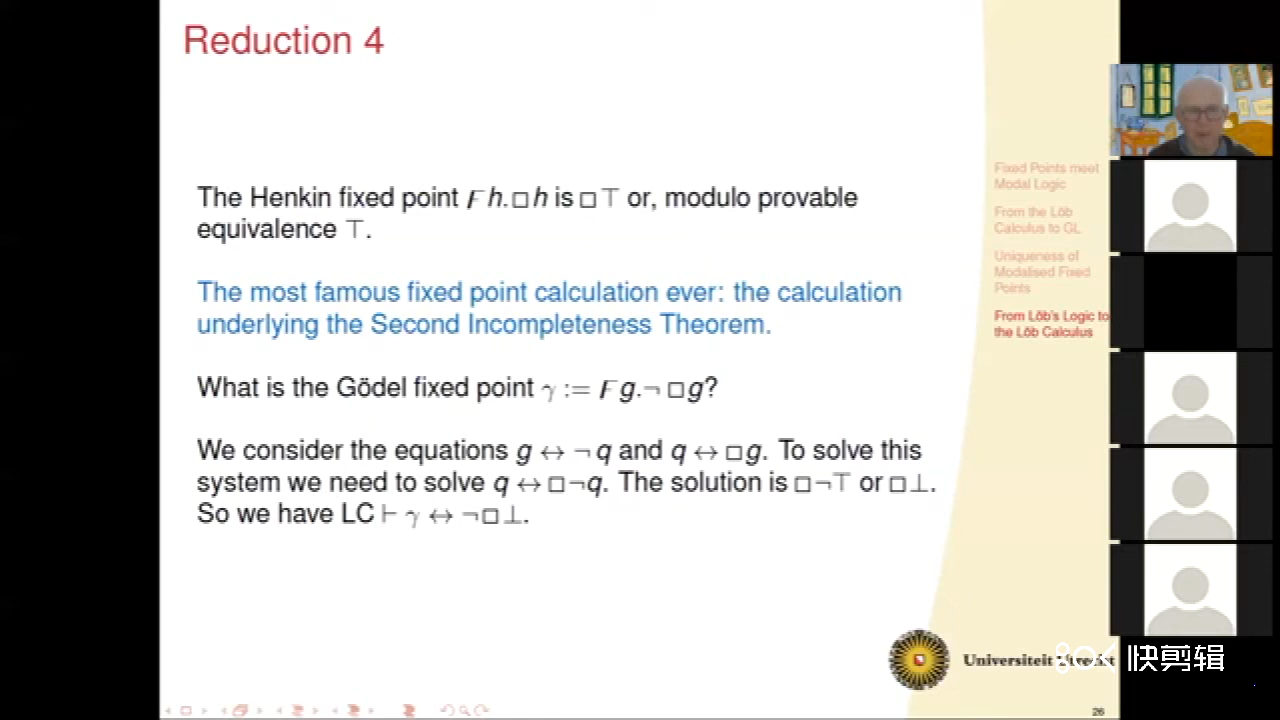 Reduction 4
The Henkin fixed point Ϝh.□h is □⊤ or, modulo provable
equivalence ⊤.
The most famous fixed point calculation ever: the calculation
underlying the Second Incompleteness Theorem.
What is the Gödel fixed point γ := Ϝg.¬□g?
We consider the equations g ↔ ¬q and q ↔ □g. To solve this
system we need to solve q ↔ □¬q. The solution is □¬⊤ or □⊥.
So we have LC ⊢ γ ↔ ¬□⊥.
Fixed Points meet
Modal Logic
From the Löb
Calculus to GL
Uniqueness of
Modalised Fixed
Points
From Löb's Logic to
the Löb Calculus
Universiteit Utrecht
快剪辑
26